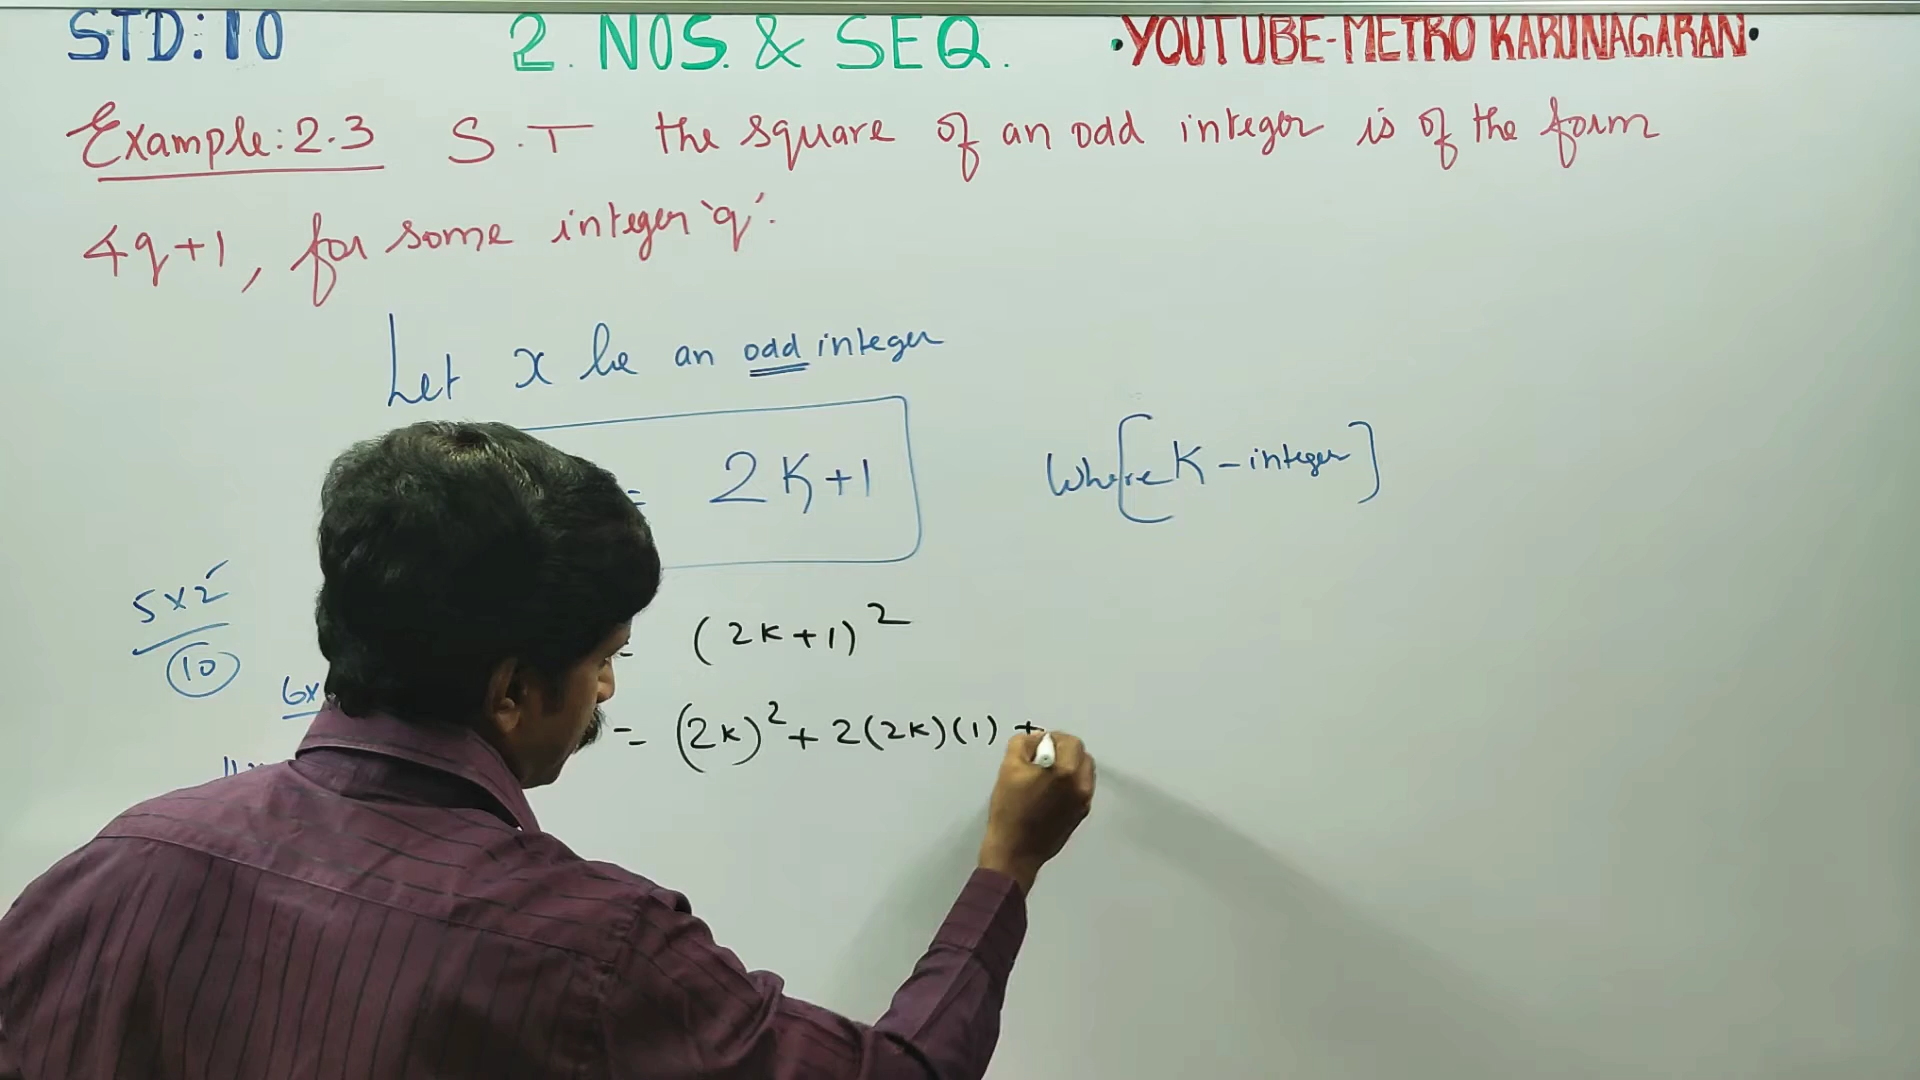 STD: 10 2. NOS. & SEQ. •YOUTUBE-METRO KARUNAGARAN•
Example: 2.3 S.T the square of an odd integer is of the form
4q+1, for some integer 'q'.
Let x be an odd integer
= 2K+1 Where [K - integer]
5x2
= (2K+1)²
10
6x
= (2K)² + 2(2K)(1) +